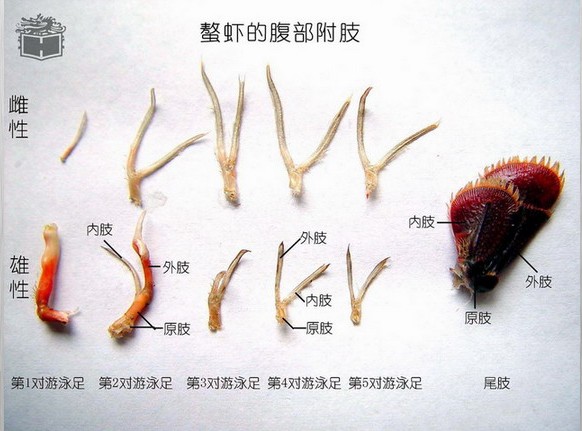 螯虾的腹部附肢
雌性
雄性
内肢
外肢
原肢
外肢
内肢
原肢
内肢
外肢
原肢
第1对游泳足 第2对游泳足 第3对游泳足 第4对游泳足 第5对游泳足 尾肢